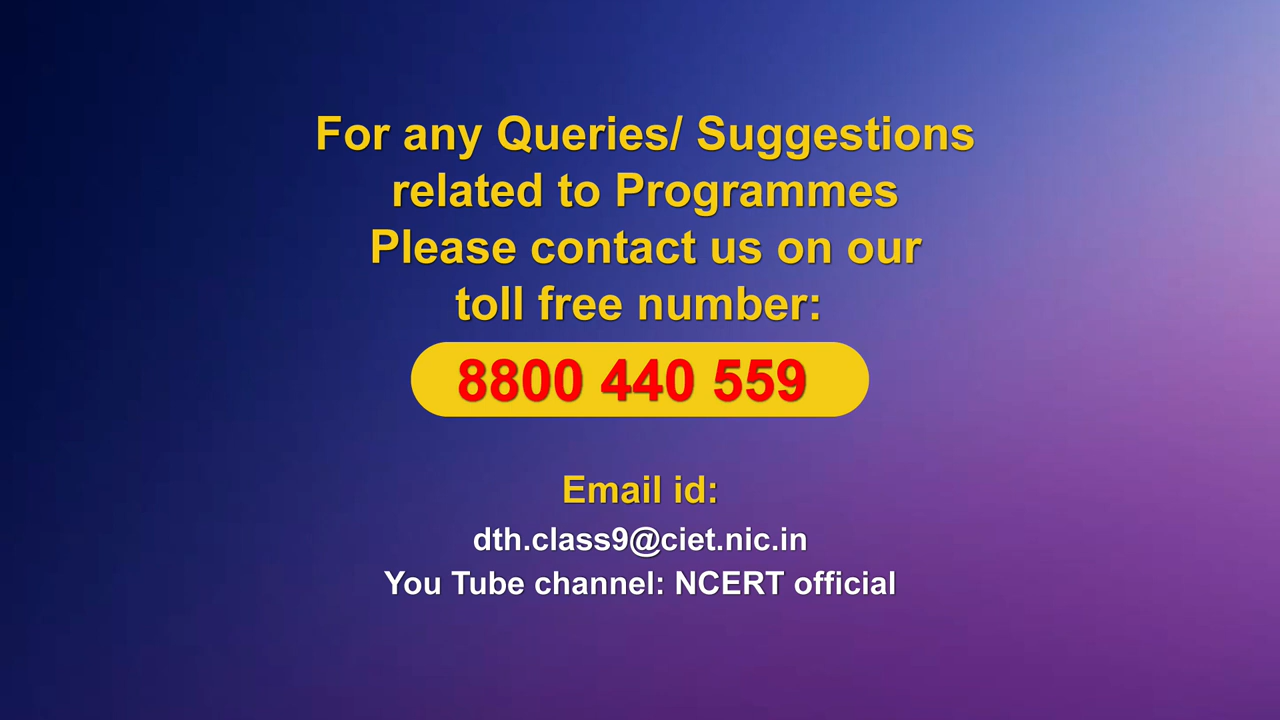 For any Queries/ Suggestions
related to Programmes
Please contact us on our
toll free number:
8800 440 559
Email id:
dth.class9@ciet.nic.in
You Tube channel: NCERT official